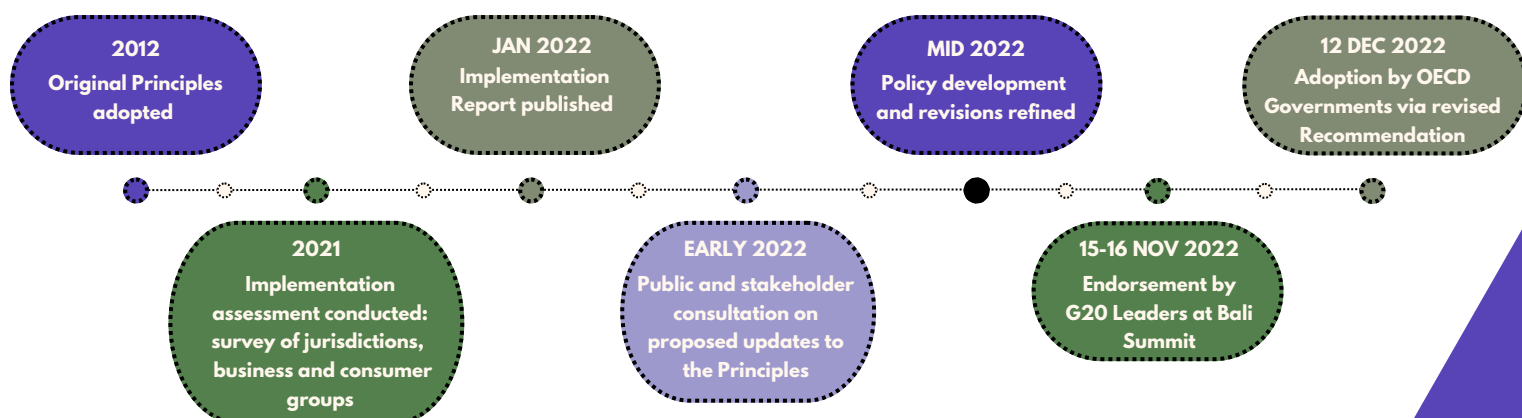 2012
Original Principles
adopted
2021
Implementation
assessment conducted:
survey of jurisdictions,
business and consumer
groups
JAN 2022
Implementation
Report published
EARLY 2022
Public and stakeholder
consultation on
proposed updates to
the Principles
MID 2022
Policy development
and revisions refined
15-16 NOV 2022
Endorsement by
G20 Leaders at Bali
Summit
12 DEC 2022
Adoption by OECD
Governments via revised
Recommendation